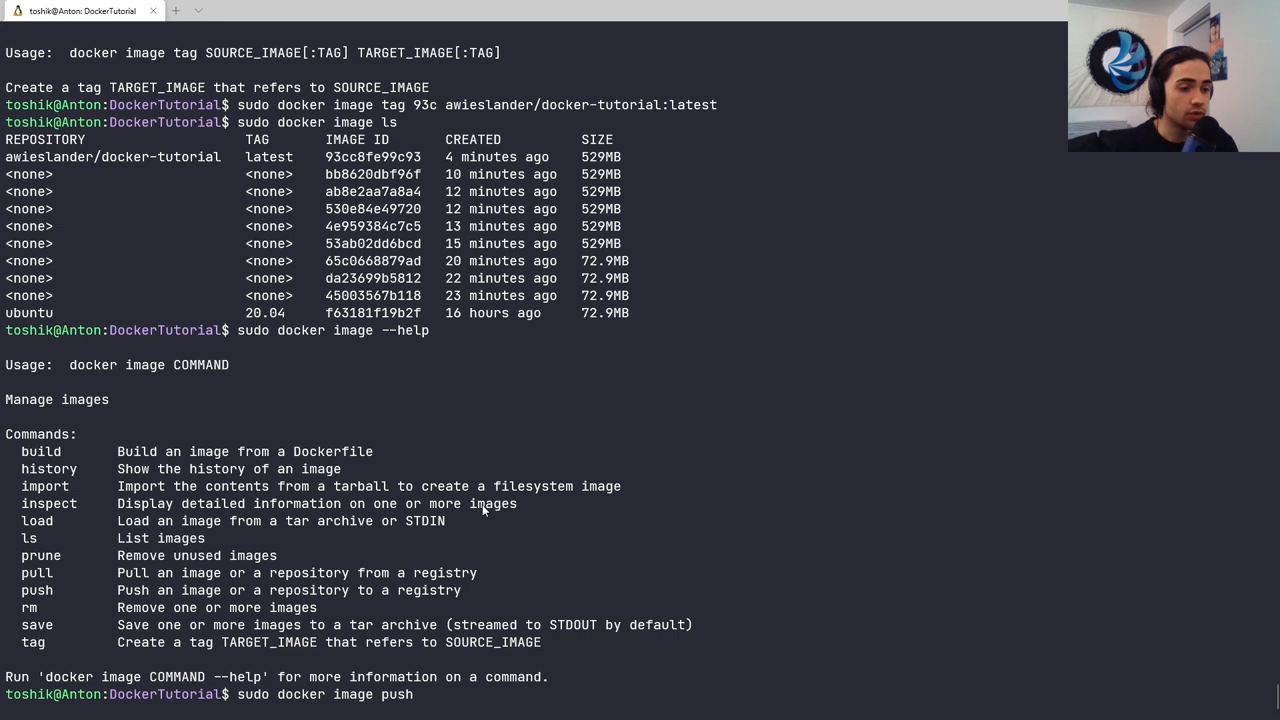 toshik@Anton: DockerTutorial
Usage:  docker image tag SOURCE_IMAGE[:TAG] TARGET_IMAGE[:TAG]
Create a tag TARGET_IMAGE that refers to SOURCE_IMAGE
toshik@Anton:DockerTutorial$ sudo docker image tag 93c awieslander/docker-tutorial:latest
toshik@Anton:DockerTutorial$ sudo docker image ls
REPOSITORY                    TAG       IMAGE ID       CREATED          SIZE
awieslander/docker-tutorial   latest    93cc8fe99c93   4 minutes ago    529MB
<none>                        <none>    bb8620dbf96f   10 minutes ago   529MB
<none>                        <none>    ab8e2aa7a8a4   12 minutes ago   529MB
<none>                        <none>    530e84e49720   12 minutes ago   529MB
<none>                        <none>    4e959384c7c5   13 minutes ago   529MB
<none>                        <none>    53ab02dd6bcd   15 minutes ago   529MB
<none>                        <none>    65c0668879ad   20 minutes ago   72.9MB
<none>                        <none>    da23699b5812   22 minutes ago   72.9MB
<none>                        <none>    45003567b118   23 minutes ago   72.9MB
ubuntu                        20.04     f63181f19b2f   16 hours ago     72.9MB
toshik@Anton:DockerTutorial$ sudo docker image --help
Usage:  docker image COMMAND
Manage images
Commands:
  build       Build an image from a Dockerfile
  history     Show the history of an image
  import      Import the contents from a tarball to create a filesystem image
  inspect     Display detailed information on one or more images
  load        Load an image from a tar archive or STDIN
  ls          List images
  prune       Remove unused images
  pull        Pull an image or a repository from a registry
  push        Push an image or a repository to a registry
  rm          Remove one or more images
  save        Save one or more images to a tar archive (streamed to STDOUT by default)
  tag         Create a tag TARGET_IMAGE that refers to SOURCE_IMAGE
Run 'docker image COMMAND --help' for more information on a command.
toshik@Anton:DockerTutorial$ sudo docker image push